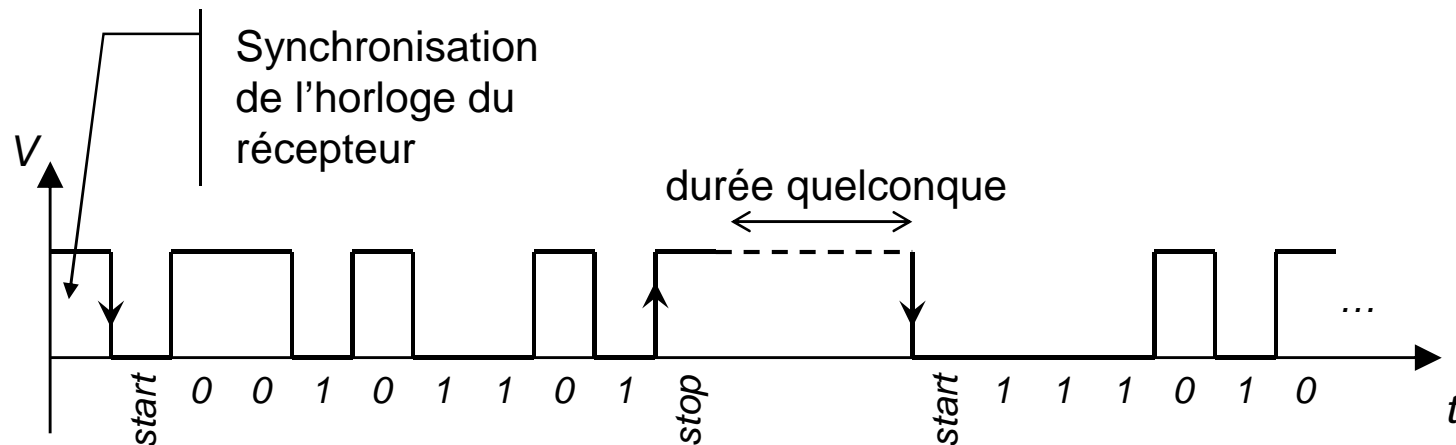 Synchronisation
de l'horloge du
récepteur
V
durée quelconque
...
start 0 0 1 0 1 1 0 1 stop start 1 1 1 0 1 0
t